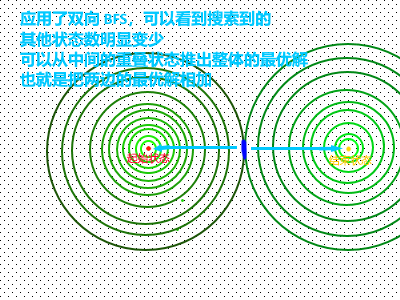 应用了双向 BFS，可以看到搜索到的
其他状态数明显变少
可以从中间的重叠状态推出整体的最优解
也就是把两边的最优解相加
起始状态
结束状态